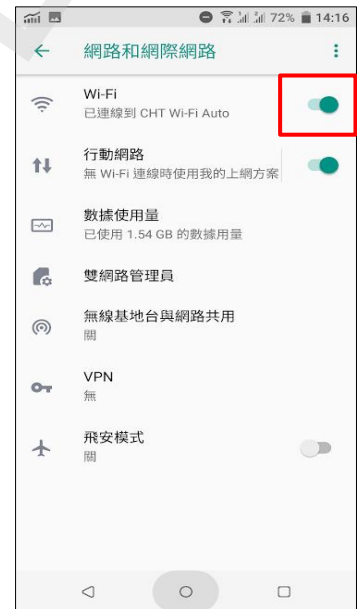 72% 14:16
網路和網際網路
Wi-Fi
已連線到 CHT Wi-Fi Auto
行動網路
無 Wi-Fi 連線時使用我的上網方案
數據使用量
已使用 1.54 GB 的數據用量
雙網路管理員
無線基地台與網路共用
關
VPN
無
飛安模式
關